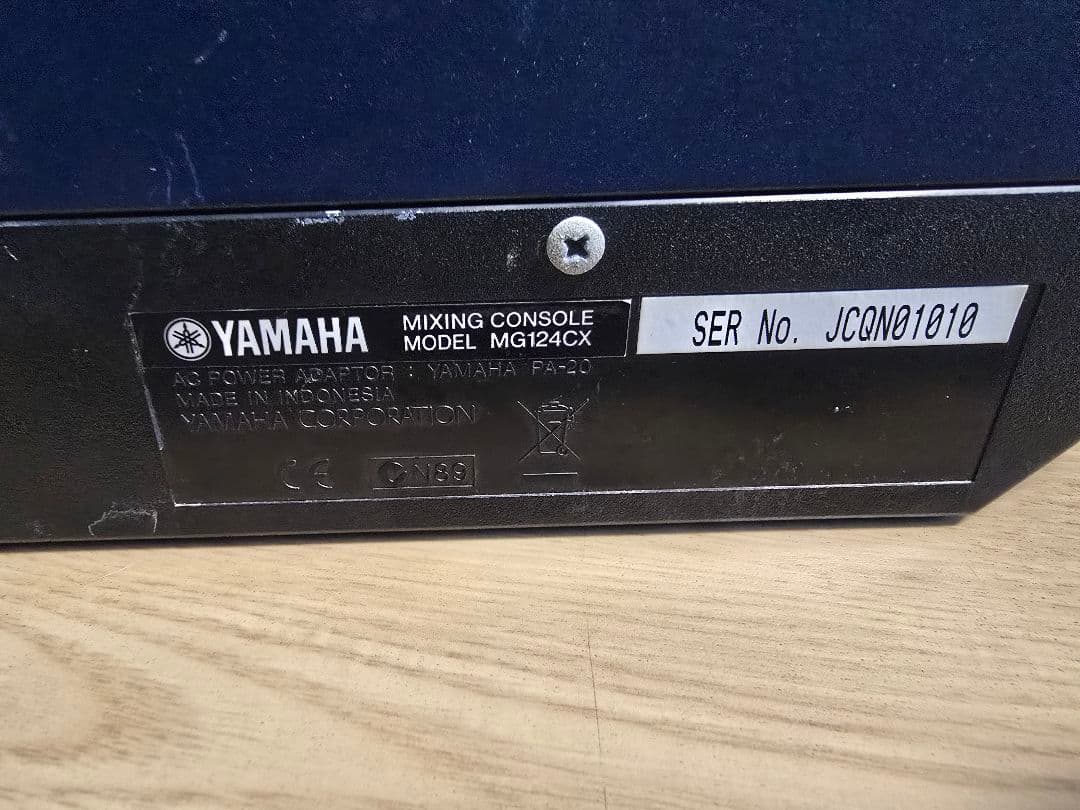 YAMAHA
MIXING CONSOLE
MODEL MG124CX
SER No. JCQN01010
AC POWER ADAPTOR : YAMAHA PA-20
MADE IN INDONESIA
YAMAHA CORPORATION
CE
N89